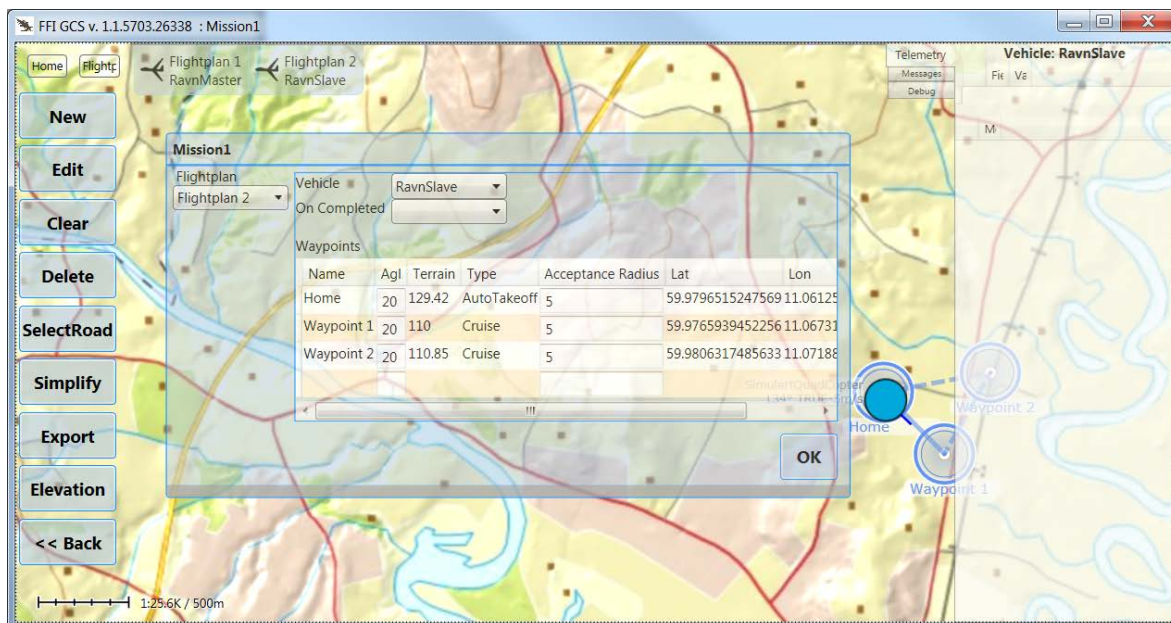 FFI GCS v. 1.1.5703.26338 : Mission1
Home Flightp
Flightplan 1 Flightplan 2
RavnMaster RavnSlave
Telemetry
Messages
Debug
Vehicle: RavnSlave
Fie Va
M
New
Edit
Clear
Delete
SelectRoad
Simplify
Export
Elevation
<< Back
Mission1
Flightplan
Flightplan 2
Vehicle RavnSlave
On Completed
Waypoints
Name Agl Terrain Type Acceptance Radius Lat Lon
Home 20 129.42 AutoTakeoff 5 59.9796515247569 11.06125
Waypoint 1 20 110 Cruise 5 59.9765939452256 11.06731
Waypoint 2 20 110.85 Cruise 5 59.9806317485633 11.07188
OK
SimulertQuadCopter
Home
Waypoint 2
Waypoint 1
1:25.6K / 500m